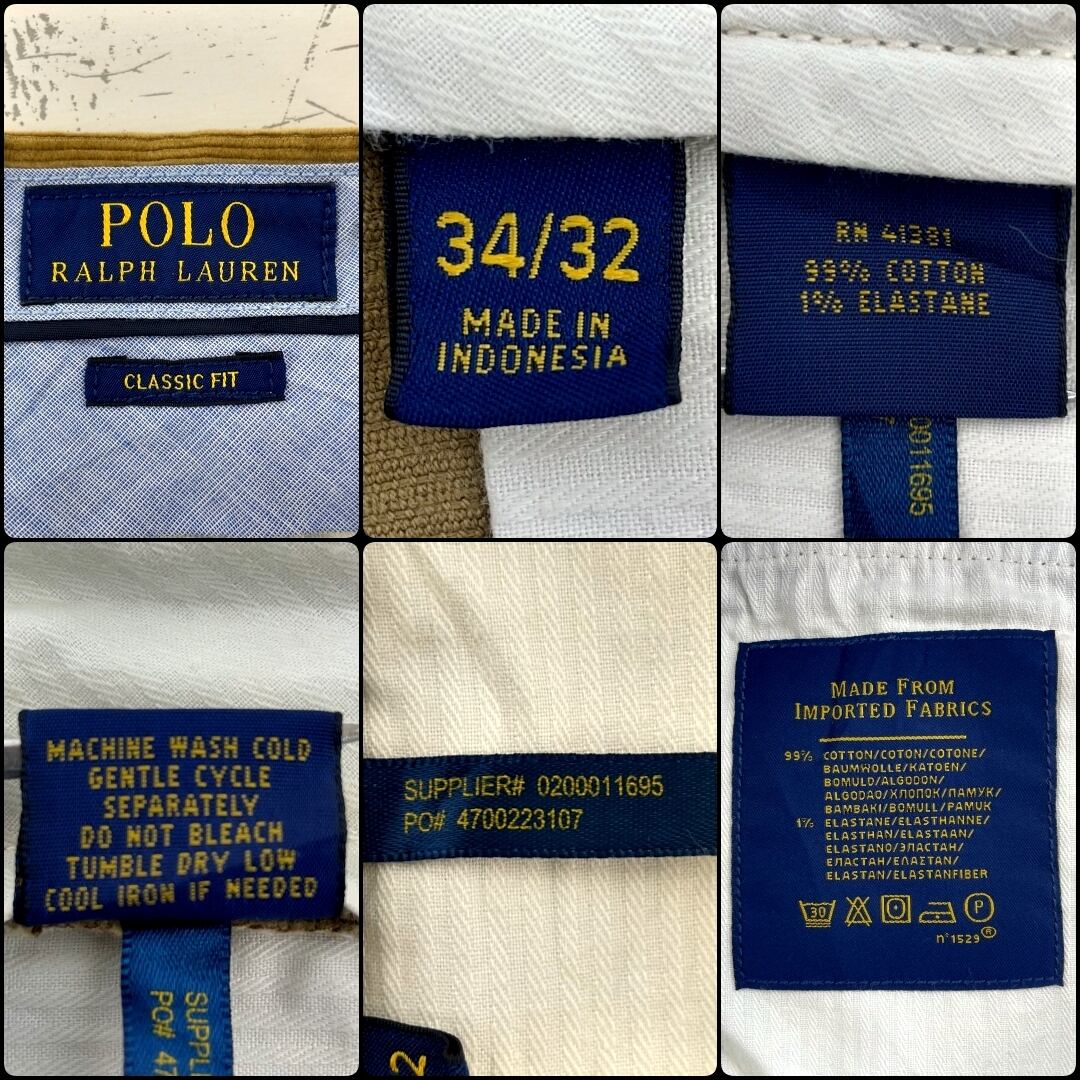 POLO
RALPH LAUREN
CLASSIC FIT
34/32
MADE IN
INDONESIA
RN 41381
99% COTTON
1% ELASTANE
0011695
MACHINE WASH COLD
GENTLE CYCLE
SEPARATELY
DO NOT BLEACH
TUMBLE DRY LOW
COOL IRON IF NEEDED
SUPPLI
PO# 47
SUPPLIER# 0200011695
PO# 4700223107
2
MADE FROM
IMPORTED FABRICS
99% COTTON/COTON/COTONE/
BAUMWOLLE/KATOEN/
BOMULD/ALGODON/
ALGODAO/ХЛОПОК/ПАМУК/
BAMBAKI/BOMULL/PAMUK
1% ELASTANE/ELASTHANNE/
ELASTHAN/ELASTAAN/
ELASTANO/ЭЛАСТАН/
ЕЛАСТАН/ΕΛΑΣΤΑΝ/
ELASTAN/ELASTANFIBER
30
P
n°1529®